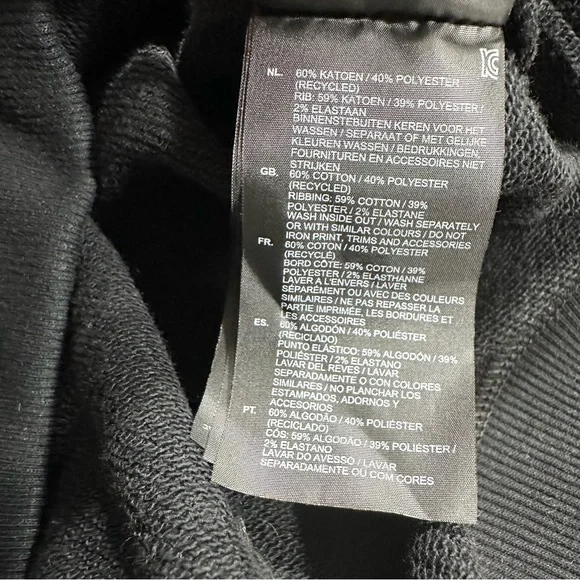 NL. 60% KATOEN / 40% POLYESTER
(RECYCLED)
RIB: 59% KATOEN / 39% POLYESTER /
2% ELASTAAN
BINNENSTEBUITEN KEREN VOOR HET
WASSEN / SEPARAAT OF MET GELIJKE
KLEUREN WASSEN / BEDRUKKINGEN,
FOURNITUREN EN ACCESSOIRES NIET
STRIJKEN
GB. 60% COTTON / 40% POLYESTER
(RECYCLED)
RIBBING: 59% COTTON / 39%
POLYESTER / 2% ELASTANE
WASH INSIDE OUT / WASH SEPARATELY
OR WITH SIMILAR COLOURS / DO NOT
IRON PRINT, TRIMS AND ACCESSORIES
FR. 60% COTON / 40% POLYESTER
(RECYCLÉ)
BORD CÔTE: 59% COTON / 39%
POLYESTER / 2% ELASTHANNE
LAVER A L'ENVERS / LAVER
SÉPARÉMENT OU AVEC DES COULEURS
SIMILAIRES / NE PAS REPASSER LA
PARTIE IMPRIMÉE, LES BORDURES ET
LES ACCESSOIRES
ES. 60% ALGODÓN / 40% POLIÉSTER
(RECICLADO)
PUNTO ELÁSTICO: 59% ALGODÓN / 39%
POLIÉSTER / 2% ELASTANO
LAVAR DEL REVES / LAVAR
SEPARADAMENTE O CON COLORES
SIMILARES / NO PLANCHAR LOS
ESTAMPADOS, ADORNOS Y
ACCESORIOS
PT. 60% ALGODÃO / 40% POLIÉSTER
(RECICLADO)
CÓS: 59% ALGODÃO / 39% POLIÉSTER /
2% ELASTANO
LAVAR DO AVESSO / LAVAR
SEPARADAMENTE OU COM CORES